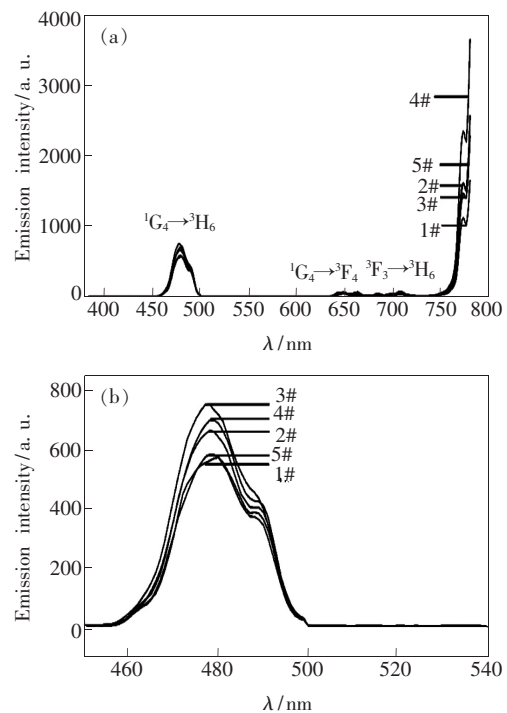 (a)
Emission intensity/a. u.
4000
3000
2000
1000
0
4#
5#
2#
3#
1#
¹G₄→³H₆
¹G₄→³F₄ ³F₃→³H₆
400 450 500 550 600 650 700 750 800
λ/nm
(b)
Emission intensity/a. u.
800
600
400
200
0
3#
4#
2#
5#
1#
460 480 500 520 540
λ/nm